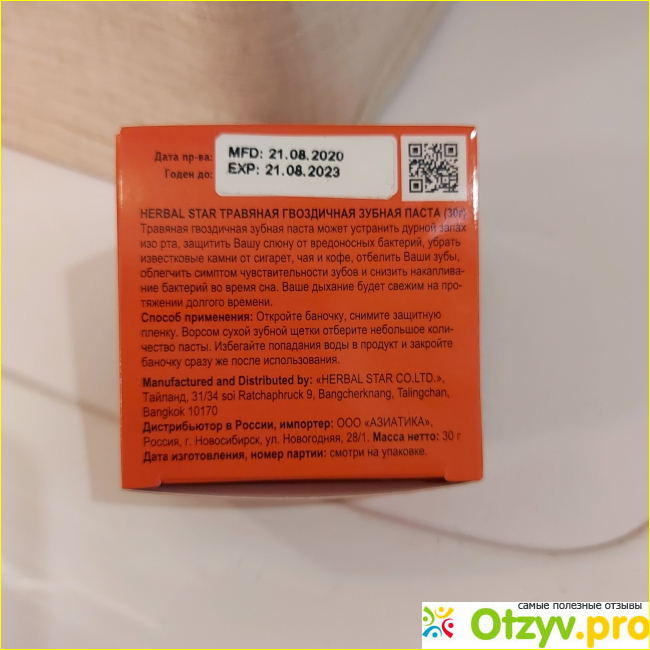 Дата пр-ва: MFD: 21.08.2020
Годен до: EXP: 21.08.2023
HERBAL STAR ТРАВЯНАЯ ГВОЗДИЧНАЯ ЗУБНАЯ ПАСТА (30г)
Травяная гвоздичная зубная паста может устранить дурной запах
изо рта, защитить Вашу слюну от вредоносных бактерий, убрать
известковые камни от сигарет, чая и кофе, отбелить Ваши зубы,
облегчить симптом чувствительности зубов и снизить накаплива-
ние бактерий во время сна. Ваше дыхание будет свежим на про-
тяжении долгого времени.
Способ применения: Откройте баночку, снимите защитную
пленку. Ворсом сухой зубной щетки отберите небольшое коли-
чество пасты. Избегайте попадания воды в продукт и закройте
баночку сразу же после использования.
Manufactured and Distributed by: «HERBAL STAR CO.LTD.»,
Тайланд, 31/34 soi Ratchaphruck 9, Bangcherknang, Talingchan,
Bangkok 10170
Дистрибьютор в России, импортер: ООО «АЗИАТИКА»,
Россия, г. Новосибирск, ул. Новогодняя, 28/1. Масса нетто: 30 г
Дата изготовления, номер партии: смотри на упаковке.
самые полезные отзывы
Otzyv.pro